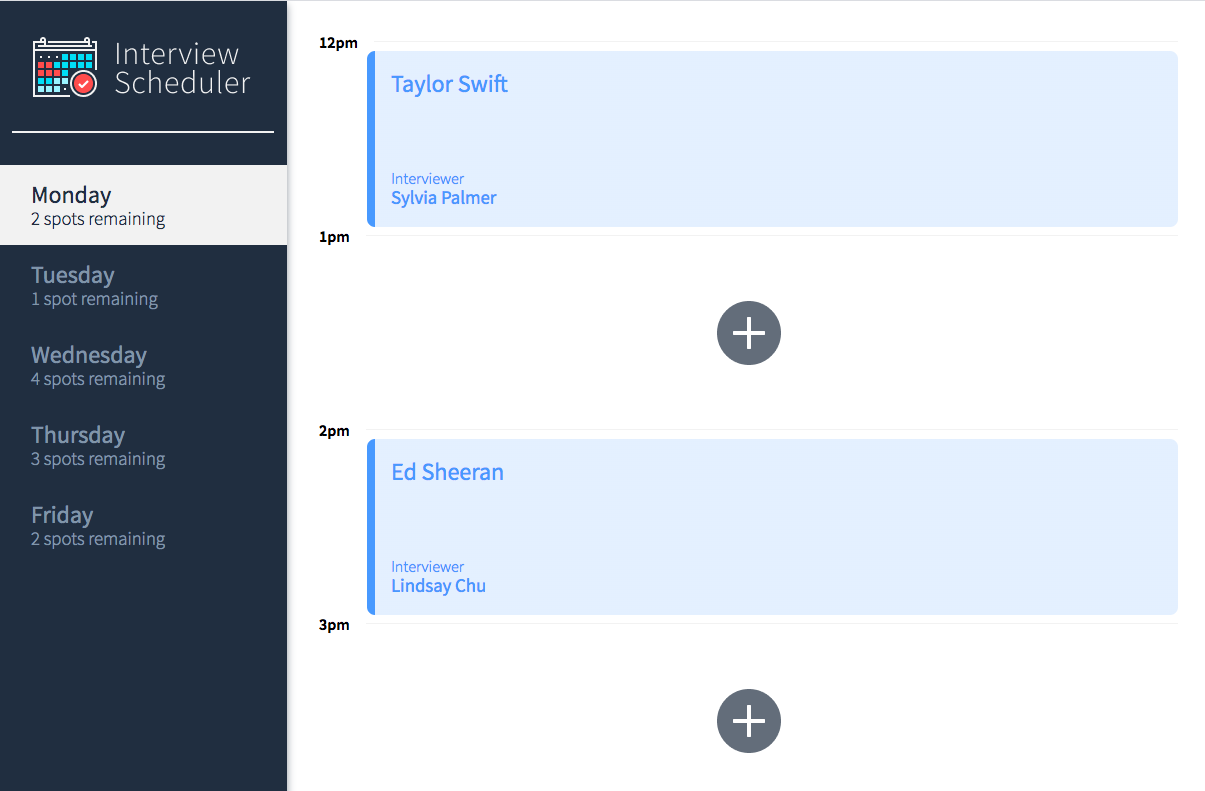 Interview
Scheduler
Monday
2 spots remaining
Tuesday
1 spot remaining
Wednesday
4 spots remaining
Thursday
3 spots remaining
Friday
2 spots remaining
12pm
Taylor Swift
Interviewer
Sylvia Palmer
1pm
2pm
Ed Sheeran
Interviewer
Lindsay Chu
3pm